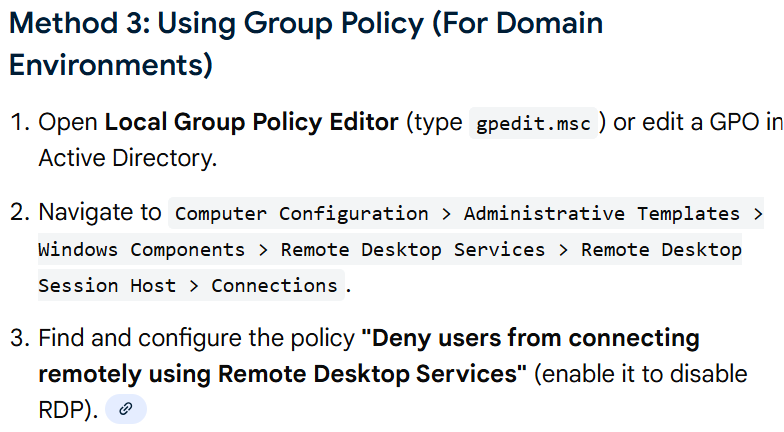 Method 3: Using Group Policy (For Domain
Environments)
1. Open Local Group Policy Editor (type gpedit.msc) or edit a GPO in
Active Directory.
2. Navigate to Computer Configuration > Administrative Templates >
Windows Components > Remote Desktop Services > Remote Desktop
Session Host > Connections.
3. Find and configure the policy "Deny users from connecting
remotely using Remote Desktop Services" (enable it to disable
RDP).